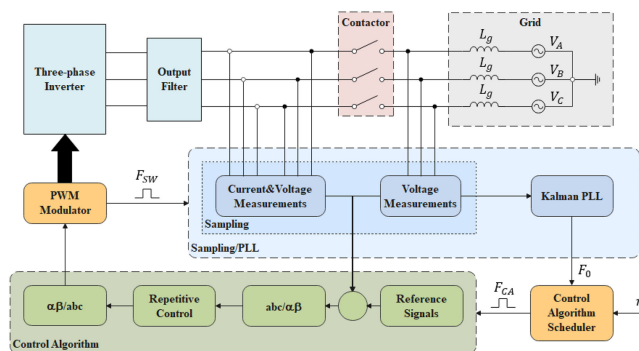 Contactor
Grid
Three-phase
Inverter
Output
Filter
L_g
V_A
L_g
V_B
L_g
V_C
F_SW
PWM
Modulator
Current&Voltage
Measurements
Voltage
Measurements
Kalman PLL
Sampling
Sampling/PLL
F_0
F_CA
αβ/abc
Repetitive
Control
abc/αβ
Reference
Signals
Control
Algorithm
Scheduler
Control Algorithm